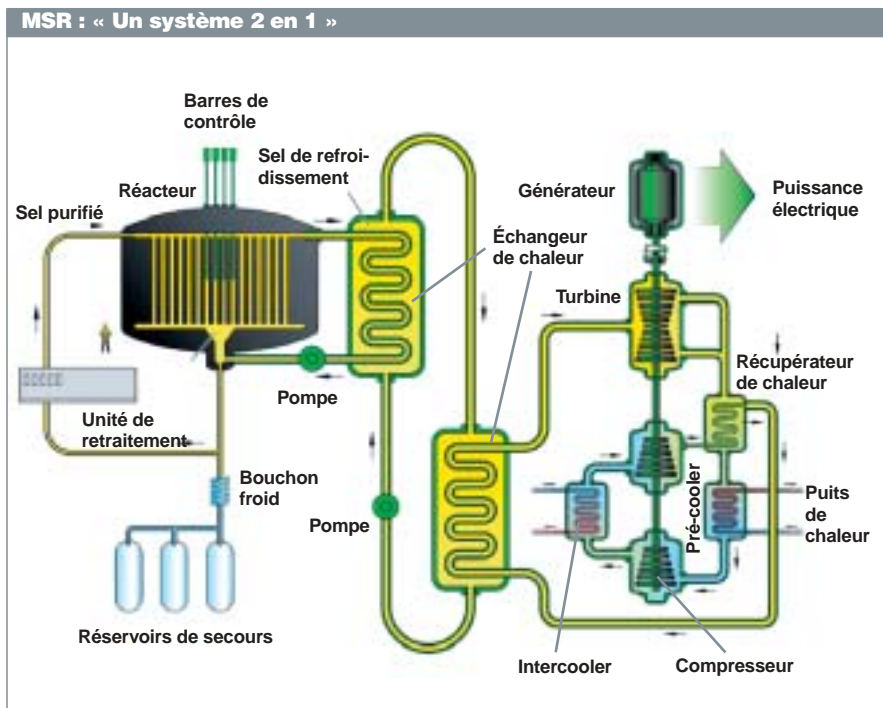 MSR : « Un système 2 en 1 »
Barres de
contrôle
Sel de refroi-
dissement
Réacteur
Générateur
Puissance
électrique
Sel purifié
Échangeur
de chaleur
Turbine
Récupérateur
de chaleur
Pompe
Unité de
retraitement
Bouchon
froid
Pompe
Pré-cooler
Puits
de
chaleur
Réservoirs de secours
Intercooler
Compresseur